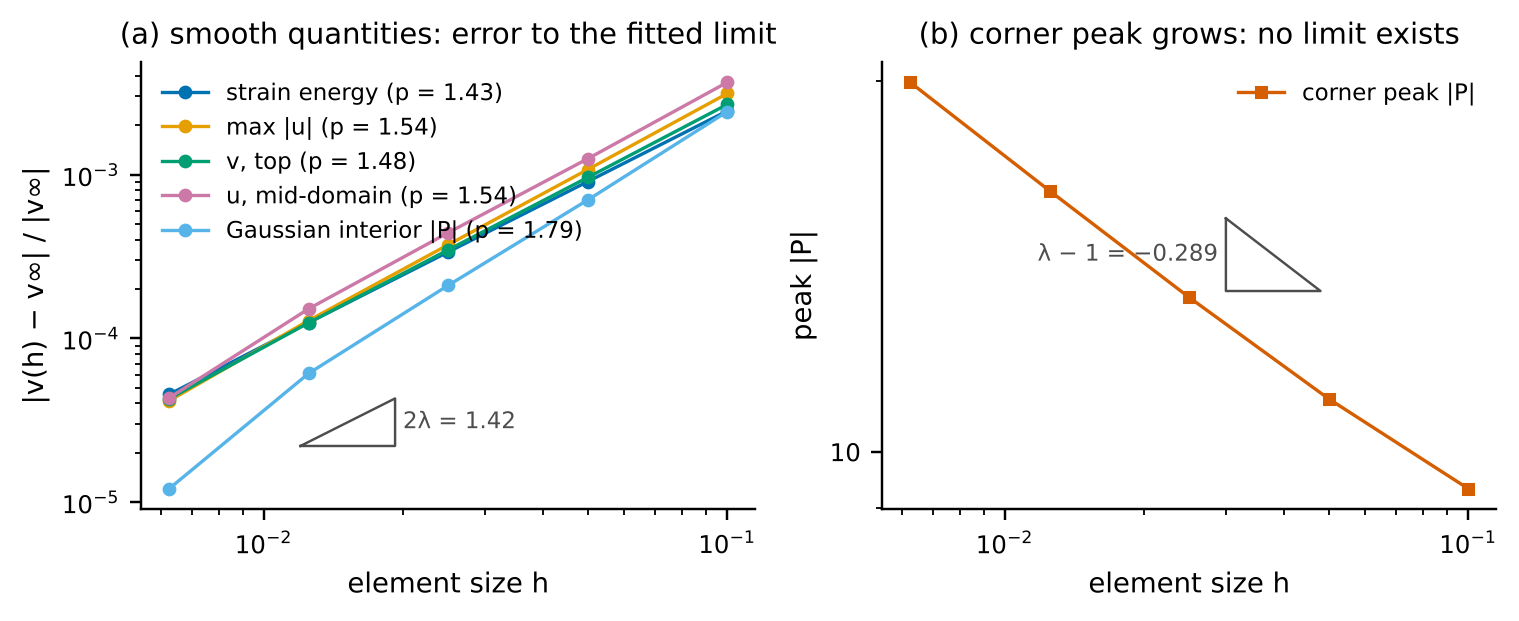 (a) smooth quantities: error to the fitted limit
strain energy (p = 1.43)
max |u| (p = 1.54)
v, top (p = 1.48)
u, mid-domain (p = 1.54)
Gaussian interior |P| (p = 1.79)
|v(h) − v∞| / |v∞|
10⁻³
10⁻⁴
10⁻⁵
2λ = 1.42
10⁻²
10⁻¹
element size h
(b) corner peak grows: no limit exists
corner peak |P|
λ − 1 = −0.289
peak |P|
10
10⁻²
10⁻¹
element size h